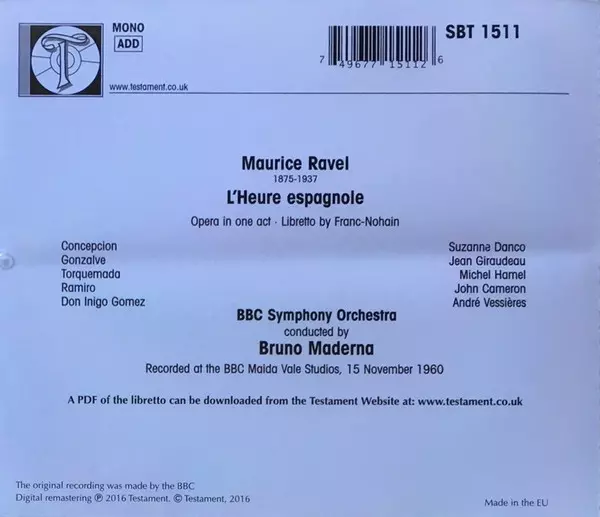 MONO
ADD
SBT 1511
7 49677 15112 6
www.testament.co.uk
Maurice Ravel
1875-1937
L'Heure espagnole
Opera in one act · Libretto by Franc-Nohain
Concepcion Suzanne Danco
Gonzalve Jean Giraudeau
Torquemada Michel Hamel
Ramiro John Cameron
Don Inigo Gomez André Vessières
BBC Symphony Orchestra
conducted by
Bruno Maderna
Recorded at the BBC Maida Vale Studios, 15 November 1960
A PDF of the libretto can be downloaded from the Testament Website at: www.testament.co.uk
The original recording was made by the BBC
Digital remastering ℗ 2016 Testament. © Testament, 2016
Made in the EU